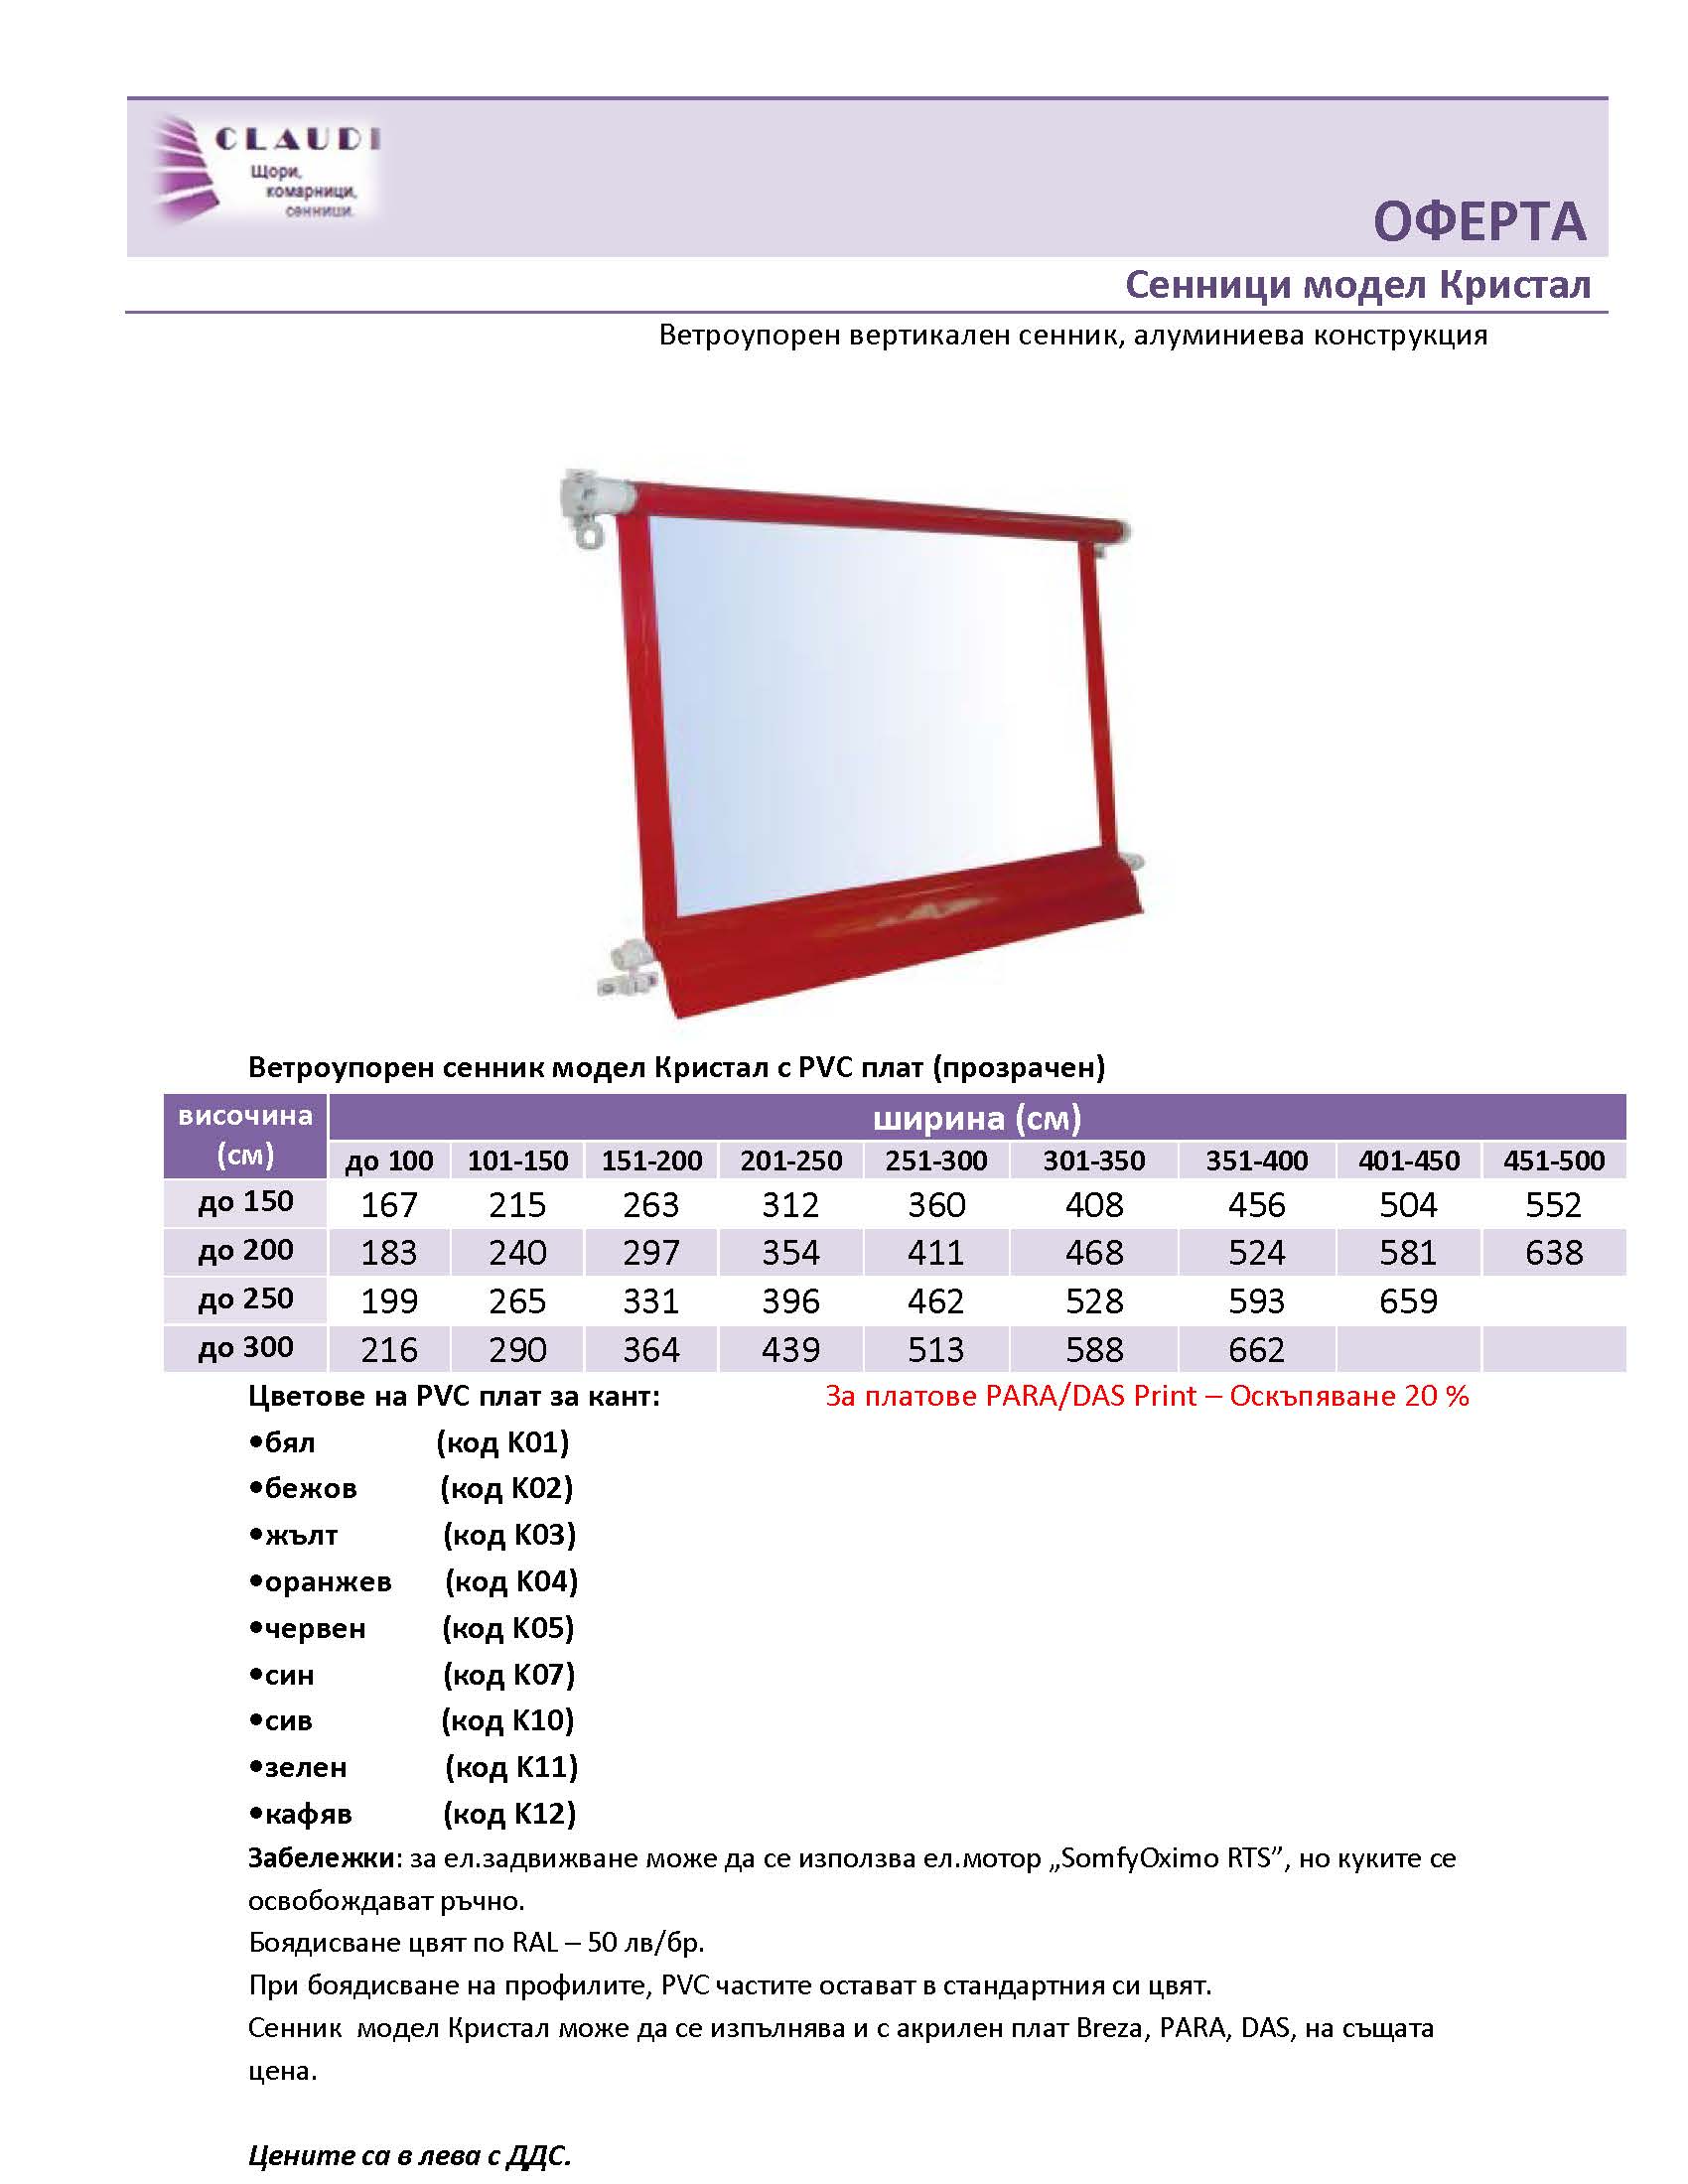 CLAUDI
Щори,
комарници,
сенници.
ОФЕРТА
Сенници модел Кристал
Ветроупорен вертикален сенник, алуминиева конструкция
Ветроупорен сенник модел Кристал с PVC плат (прозрачен)
височина (см) ширина (см)
до 100 101-150 151-200 201-250 251-300 301-350 351-400 401-450 451-500
до 150 167 215 263 312 360 408 456 504 552
до 200 183 240 297 354 411 468 524 581 638
до 250 199 265 331 396 462 528 593 659
до 300 216 290 364 439 513 588 662
Цветове на PVC плат за кант: За платове PARA/DAS Print – Оскъпяване 20 %
•бял (код K01)
•бежов (код K02)
•жълт (код K03)
•оранжев (код K04)
•червен (код K05)
•син (код K07)
•сив (код K10)
•зелен (код K11)
•кафяв (код K12)
Забележки: за ел.задвижване може да се използва ел.мотор „SomfyOximo RTS”, но куките се
освобождават ръчно.
Боядисване цвят по RAL – 50 лв/бр.
При боядисване на профилите, PVC частите остават в стандартния си цвят.
Сенник модел Кристал може да се изпълнява и с акрилен плат Breza, PARA, DAS, на същата
цена.
Цените са в лева с ДДС.